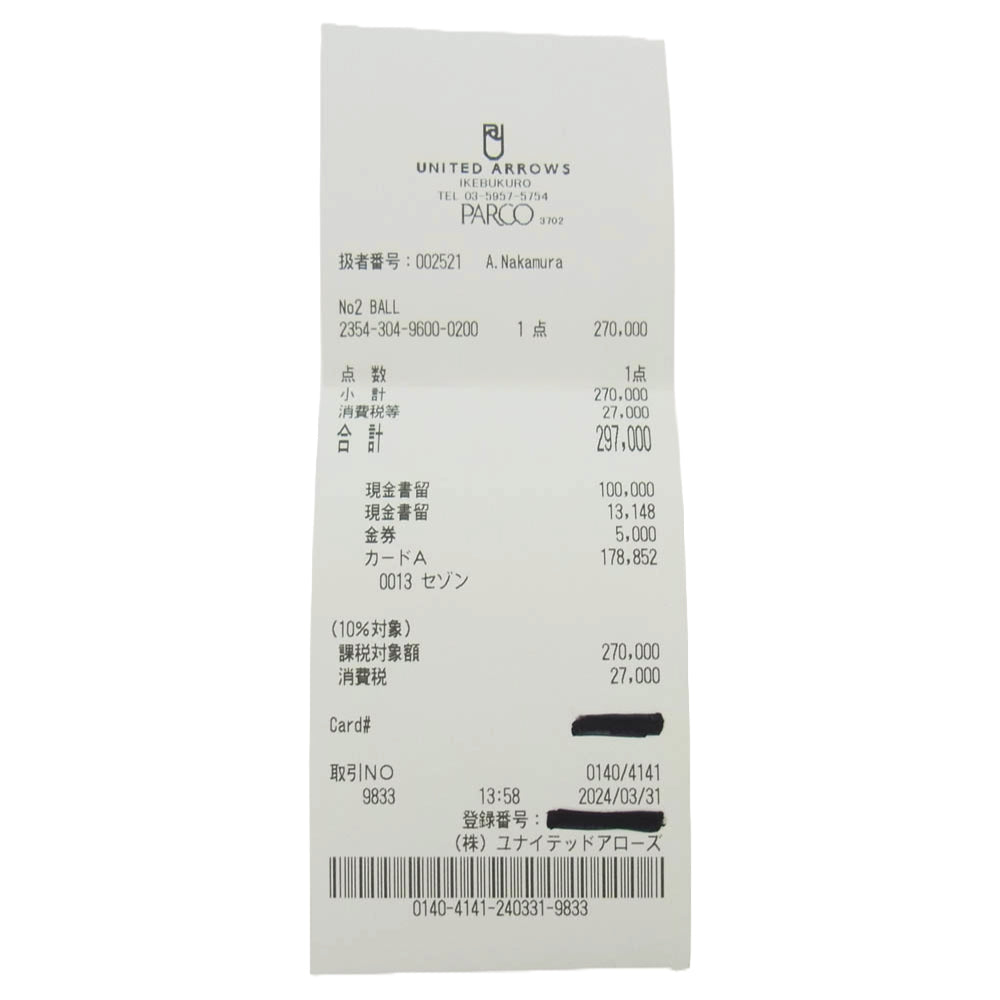 UNITED ARROWS
IKEBUKURO
TEL 03-5957-5754
PARCO 3702
扱者番号:002521 A.Nakamura
No2 BALL
2354-304-9600-0200 1 点 270,000
点 数 1点
小 計 270,000
消費税等 27,000
合 計 297,000
現金書留 100,000
現金書留 13,148
金券 5,000
カードA 178,852
0013 セゾン
(10%対象)
課税対象額 270,000
消費税 27,000
Card#
取引NO 0140/4141
9833 13:58 2024/03/31
登録番号:
(株) ユナイテッドアローズ
0140-4141-240331-9833